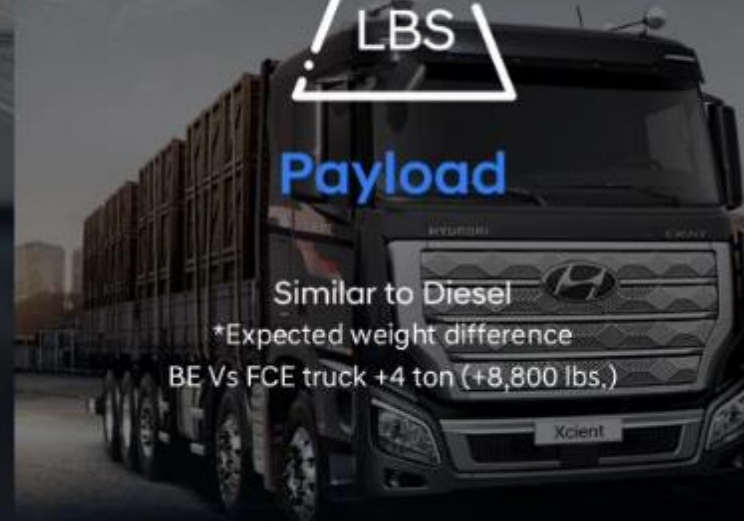 LBS
Payload
HYUNDAI
XCIENT
Similar to Diesel
*Expected weight difference
BE Vs FCE truck +4 ton (+8,800 lbs.)
Xcient